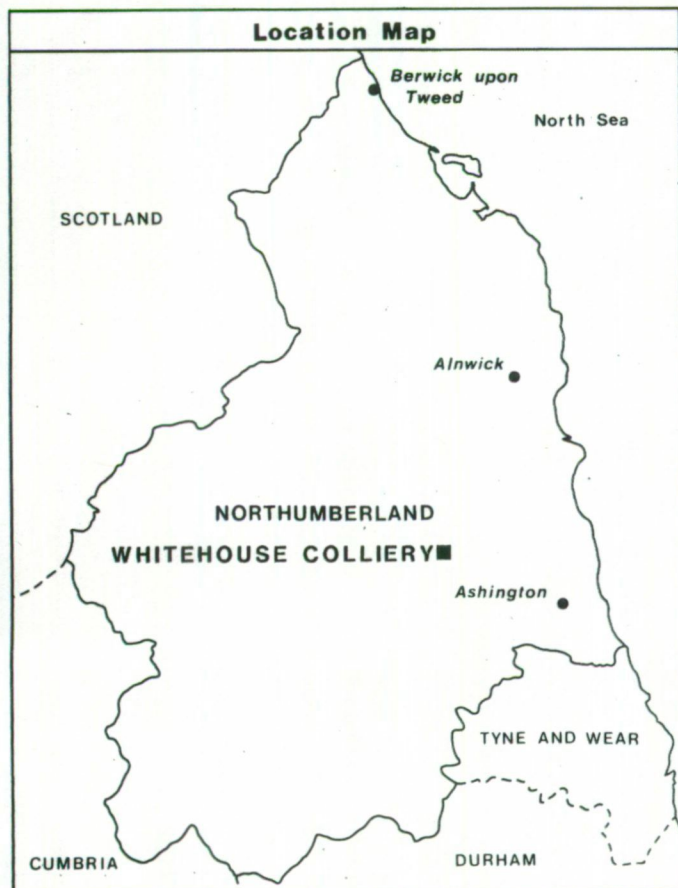 Location Map
Berwick upon
Tweed
North Sea
SCOTLAND
Alnwick
NORTHUMBERLAND
WHITEHOUSE COLLIERY
Ashington
TYNE AND WEAR
CUMBRIA
DURHAM